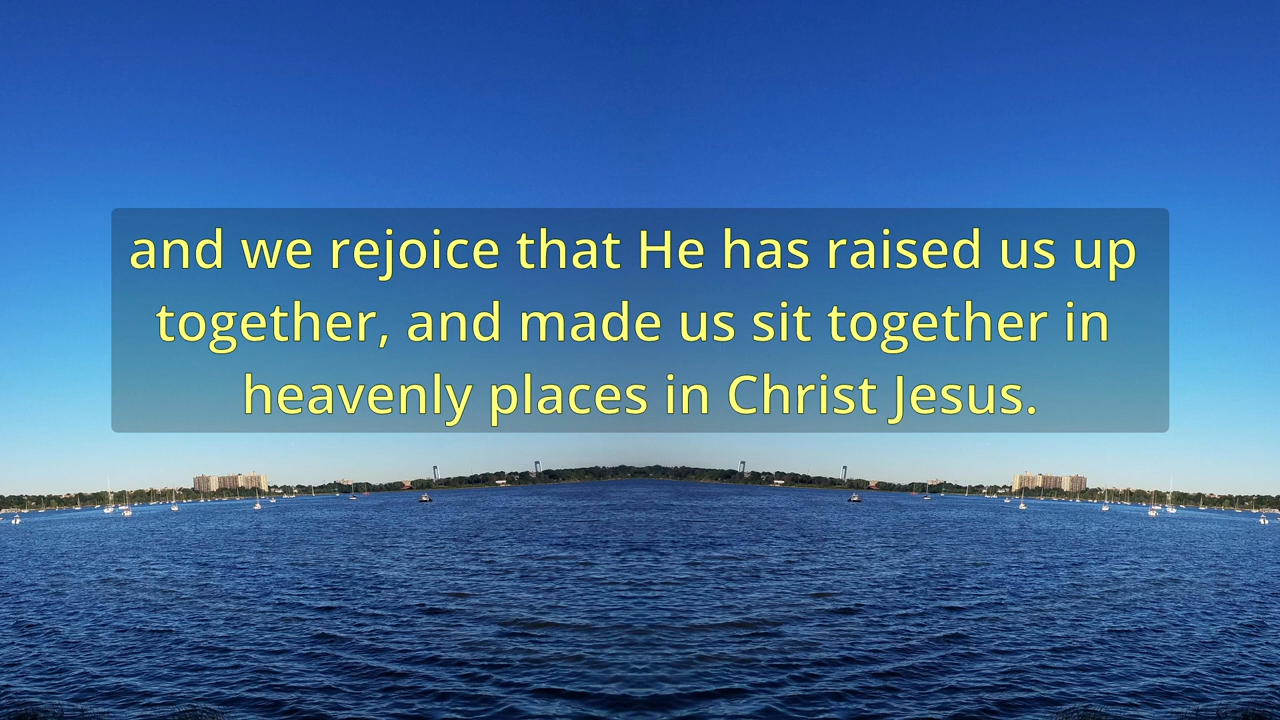 and we rejoice that He has raised us up
together, and made us sit together in
heavenly places in Christ Jesus.